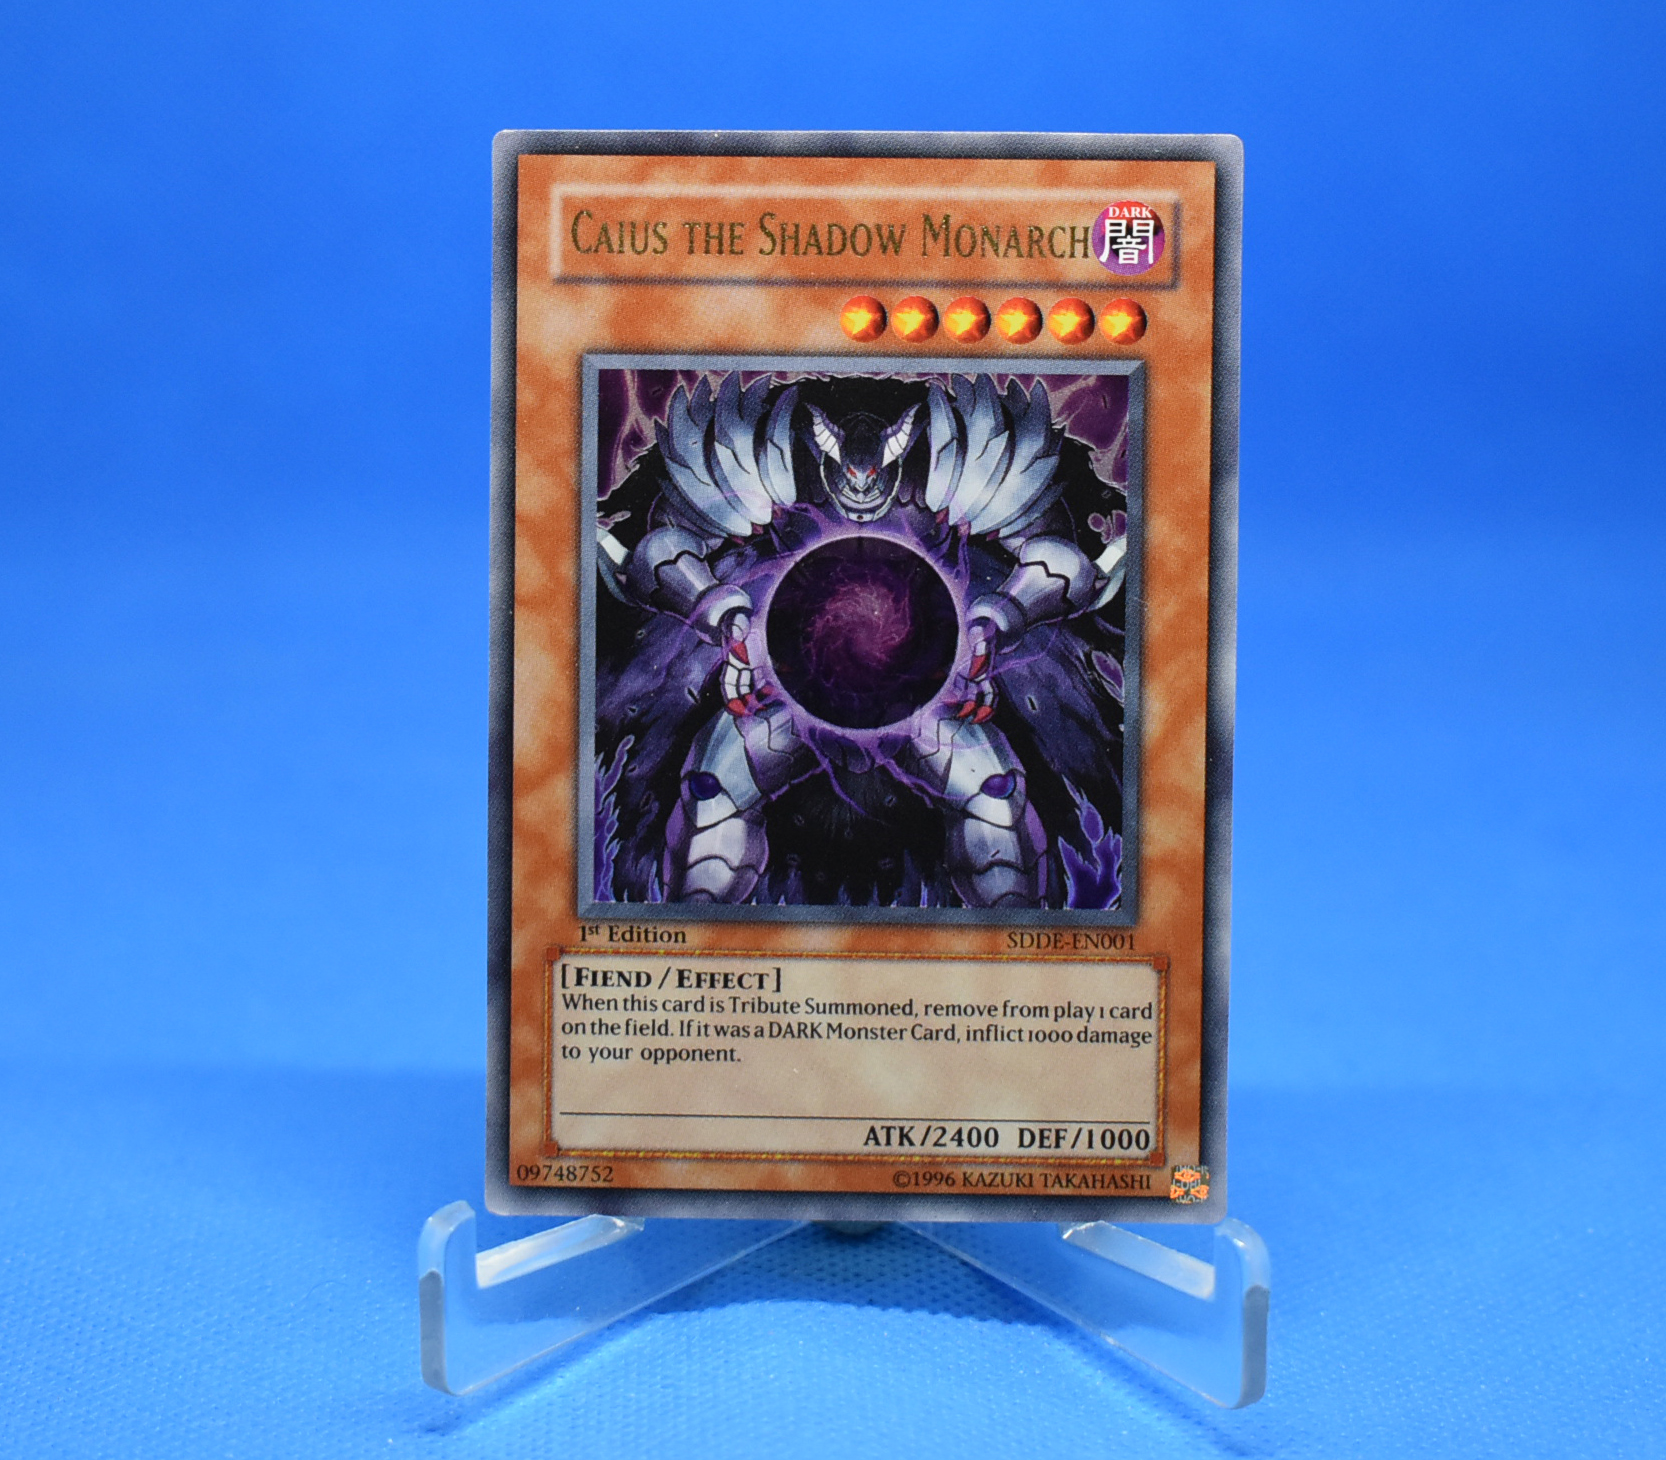 CAIUS THE SHADOW MONARCH
DARK
闇
1st Edition
SDDE-EN001
[FIEND / EFFECT]
When this card is Tribute Summoned, remove from play 1 card
on the field. If it was a DARK Monster Card, inflict 1000 damage
to your opponent.
ATK/2400 DEF/1000
09748752
©1996 KAZUKI TAKAHASHI